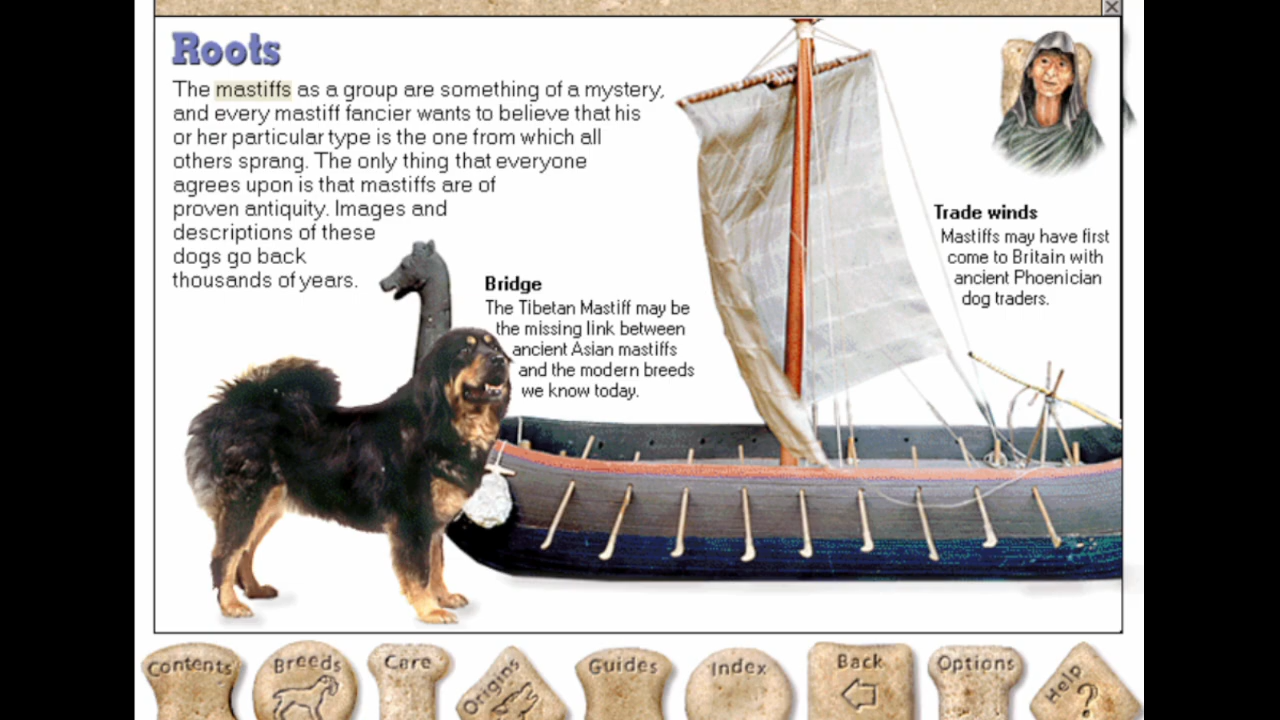 Roots
The mastiffs as a group are something of a mystery,
and every mastiff fancier wants to believe that his
or her particular type is the one from which all
others sprang. The only thing that everyone
agrees upon is that mastiffs are of
proven antiquity. Images and
descriptions of these
dogs go back
thousands of years.
Bridge
The Tibetan Mastiff may be
the missing link between
ancient Asian mastiffs
and the modern breeds
we know today.
Trade winds
Mastiffs may have first
come to Britain with
ancient Phoenician
dog traders.
Contents
Breeds
Care
Origins
Guides
Index
Back
Options
Help
?